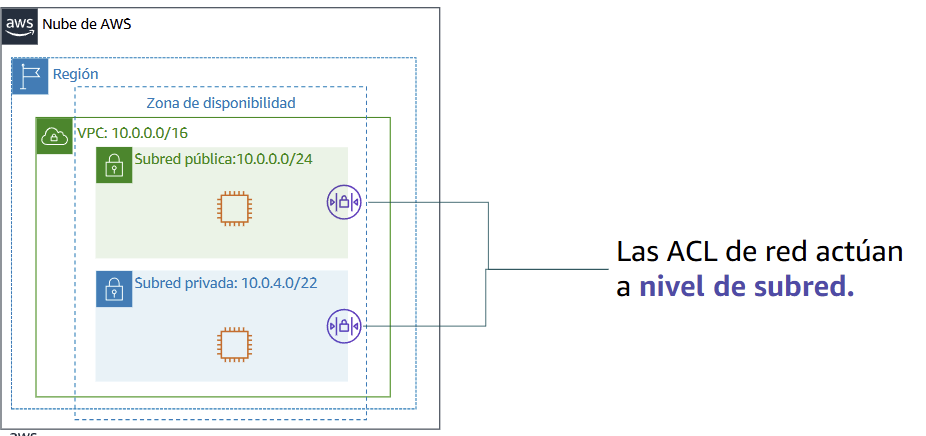 aws
Nube de AWS
Región
Zona de disponibilidad
VPC: 10.0.0.0/16
Subred pública:10.0.0.0/24
Subred privada: 10.0.4.0/22
Las ACL de red actúan
a nivel de subred.
aws